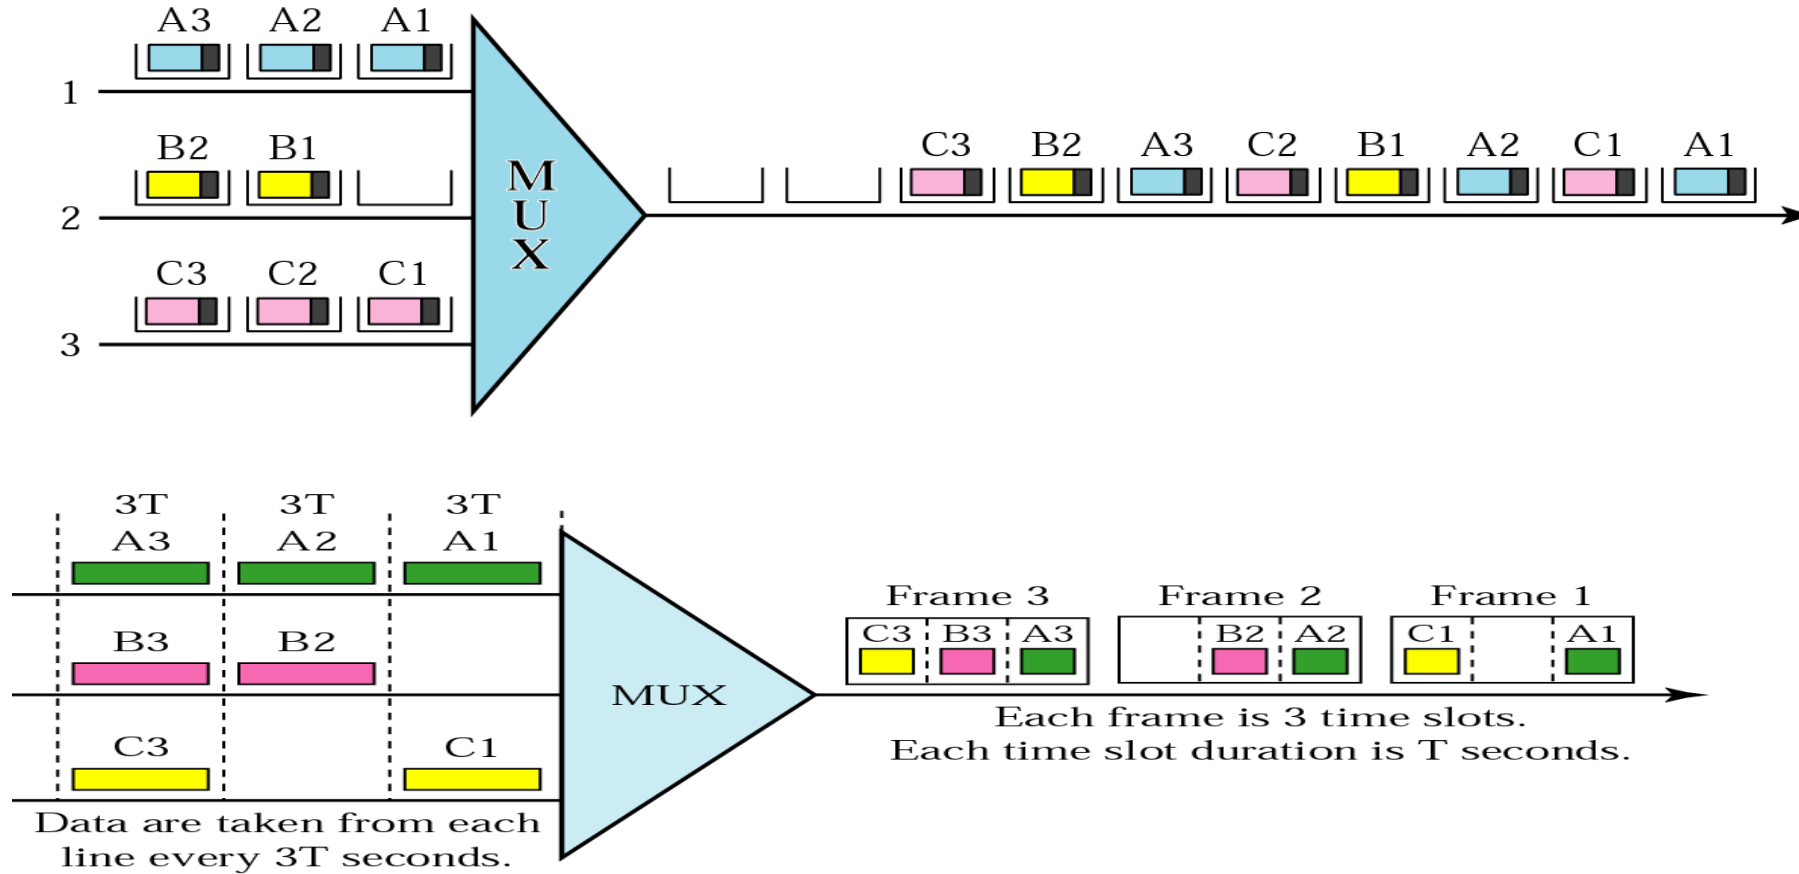 A3 A2 A1
1
B2 B1
2
C3 C2 C1
3
MUX
C3 B2 A3 C2 B1 A2 C1 A1
3T 3T 3T
A3 A2 A1
B3 B2
C3 C1
Data are taken from each
line every 3T seconds.
MUX
Frame 3 Frame 2 Frame 1
C3 B3 A3 B2 A2 C1 A1
Each frame is 3 time slots.
Each time slot duration is T seconds.